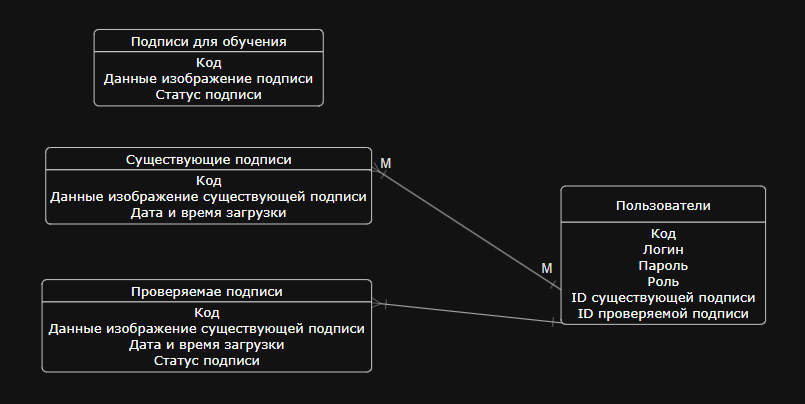 Подписи для обучения
Код
Данные изображение подписи
Статус подписи
Существующие подписи
Код
Данные изображение существующей подписи
Дата и время загрузки
М
М
Пользователи
Код
Логин
Пароль
Роль
ID существующей подписи
ID проверяемой подписи
Проверяемае подписи
Код
Данные изображение существующей подписи
Дата и время загрузки
Статус подписи